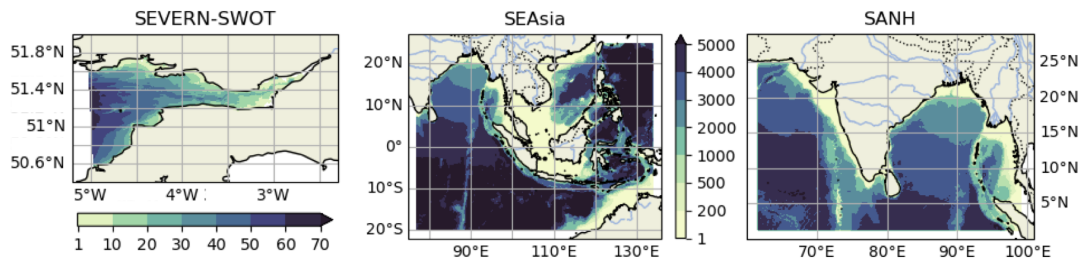 SEVERN-SWOT
51.8°N
51.4°N
51°N
50.6°N
5°W 4°W 3°W
1 10 20 30 40 50 60 70
SEAsia
20°N
10°N
0°
10°S
20°S
90°E 110°E 130°E
5000
4000
3000
2000
1000
500
200
1
SANH
25°N
20°N
15°N
10°N
5°N
70°E 80°E 90°E 100°E